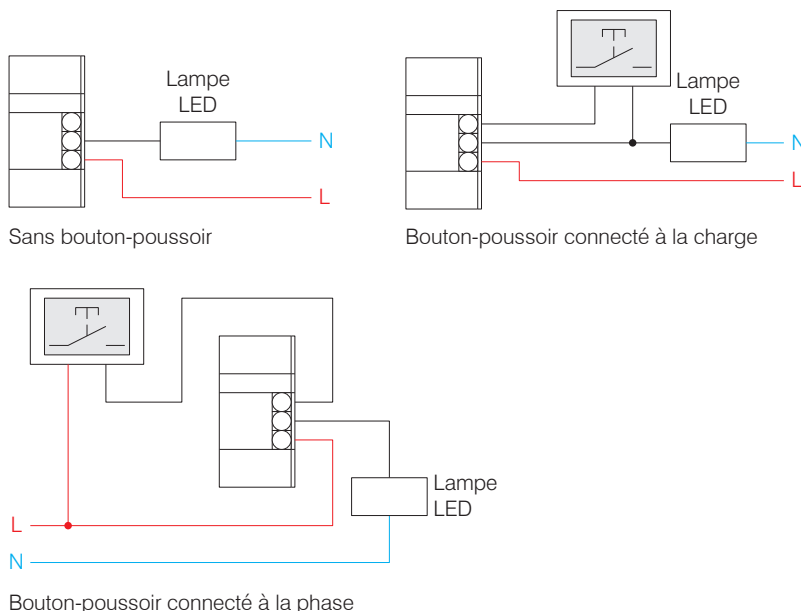 Lampe
LED
N
L
Sans bouton-poussoir
Lampe
LED
N
L
Bouton-poussoir connecté à la charge
Lampe
LED
L
N
Bouton-poussoir connecté à la phase